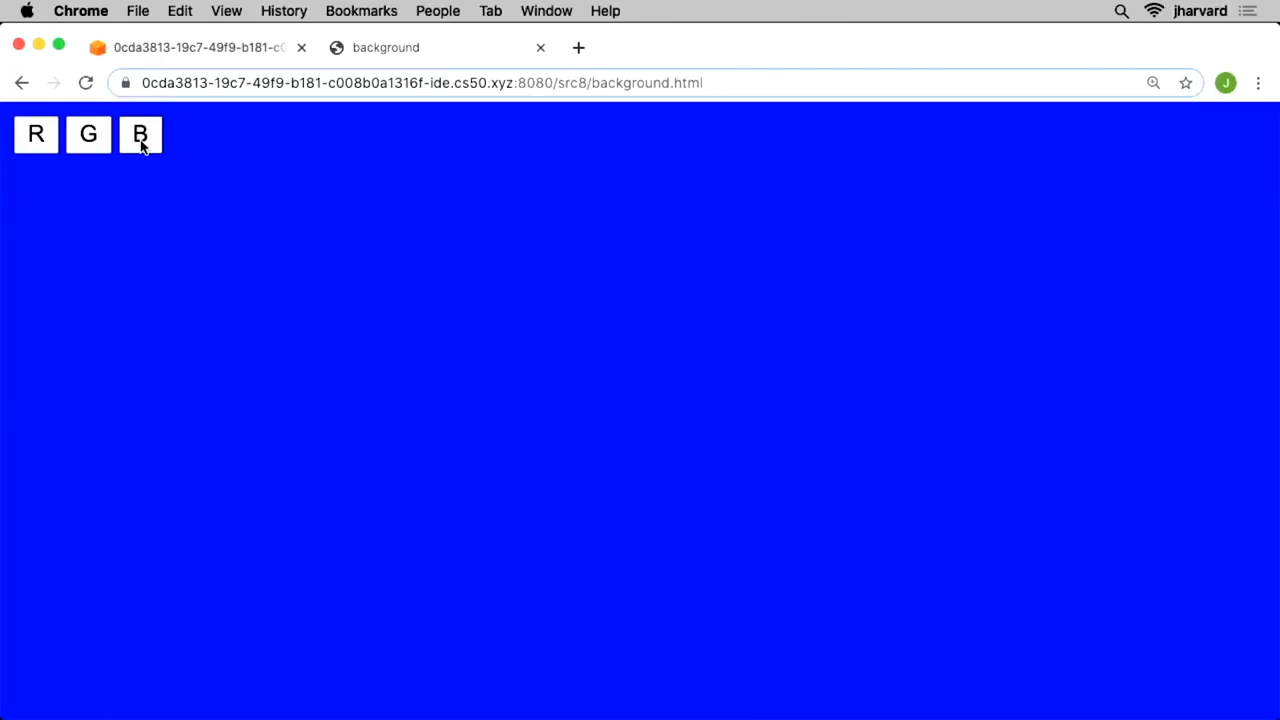 Chrome File Edit View History Bookmarks People Tab Window Help jharvard
0cda3813-19c7-49f9-b181-c0 background
0cda3813-19c7-49f9-b181-c008b0a1316f-ide.cs50.xyz:8080/src8/background.html J
R G B